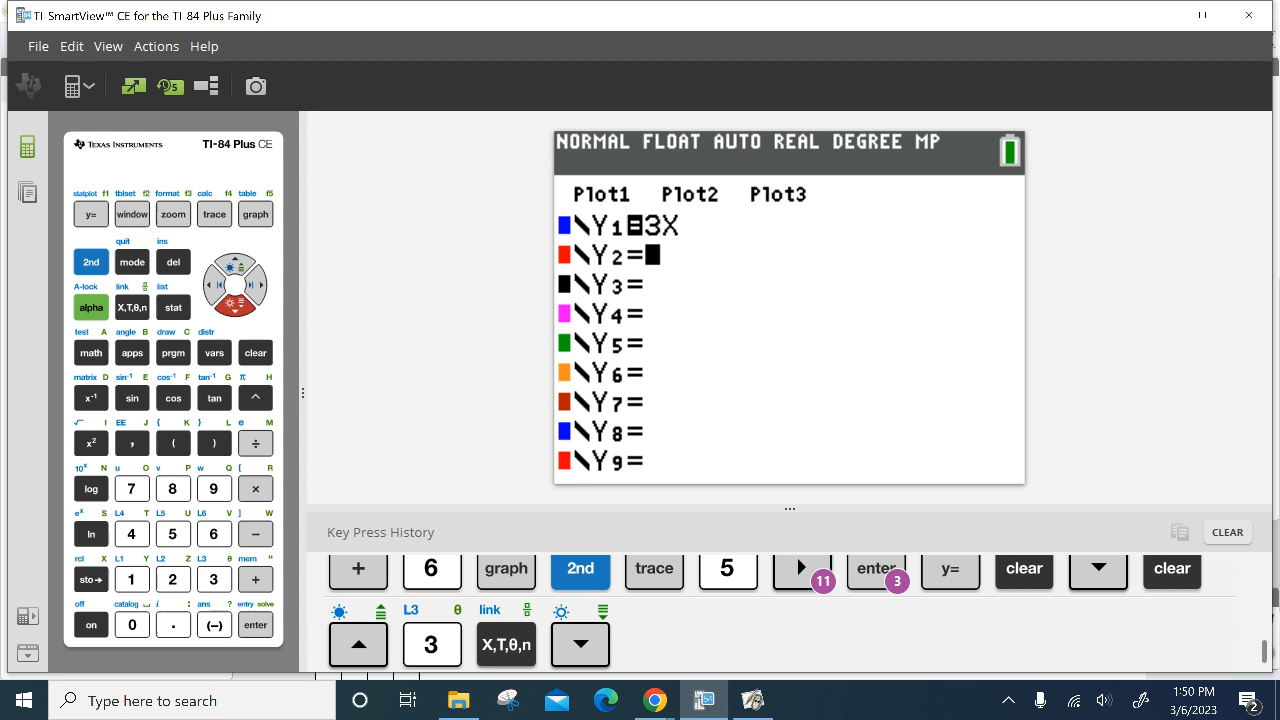 TI SmartView™ CE for the TI-84 Plus Family
File Edit View Actions Help
TEXAS INSTRUMENTS TI-84 Plus CE
statplot f1 tblset f2 format f3 calc f4 table f5
y= window zoom trace graph
quit ins
2nd mode del
A-lock link list
alpha X,T,θ,n stat
test A angle B draw C distr
math apps prgm vars clear
matrix D sin⁻¹ E cos⁻¹ F tan⁻¹ G π H
x⁻¹ sin cos tan ^
√ I EE J { K } L e M
x² , ( ) ÷
10ˣ N u O v P w Q [ R
log 7 8 9 ×
eˣ S L4 T L5 U L6 V ] W
ln 4 5 6 −
rcl X L1 Y L2 Z L3 θ mem "
sto→ 1 2 3 +
off catalog ⎵ i : ans ? entry solve
on 0 . (−) enter
NORMAL FLOAT AUTO REAL DEGREE MP
Plot1 Plot2 Plot3
\Y1=3X
\Y2=
\Y3=
\Y4=
\Y5=
\Y6=
\Y7=
\Y8=
\Y9=
Key Press History CLEAR
+ 6 graph 2nd trace 5 11 enter 3 y= clear clear
L3 θ link
3 X,T,θ,n
Type here to search
1:50 PM
3/6/2023
2